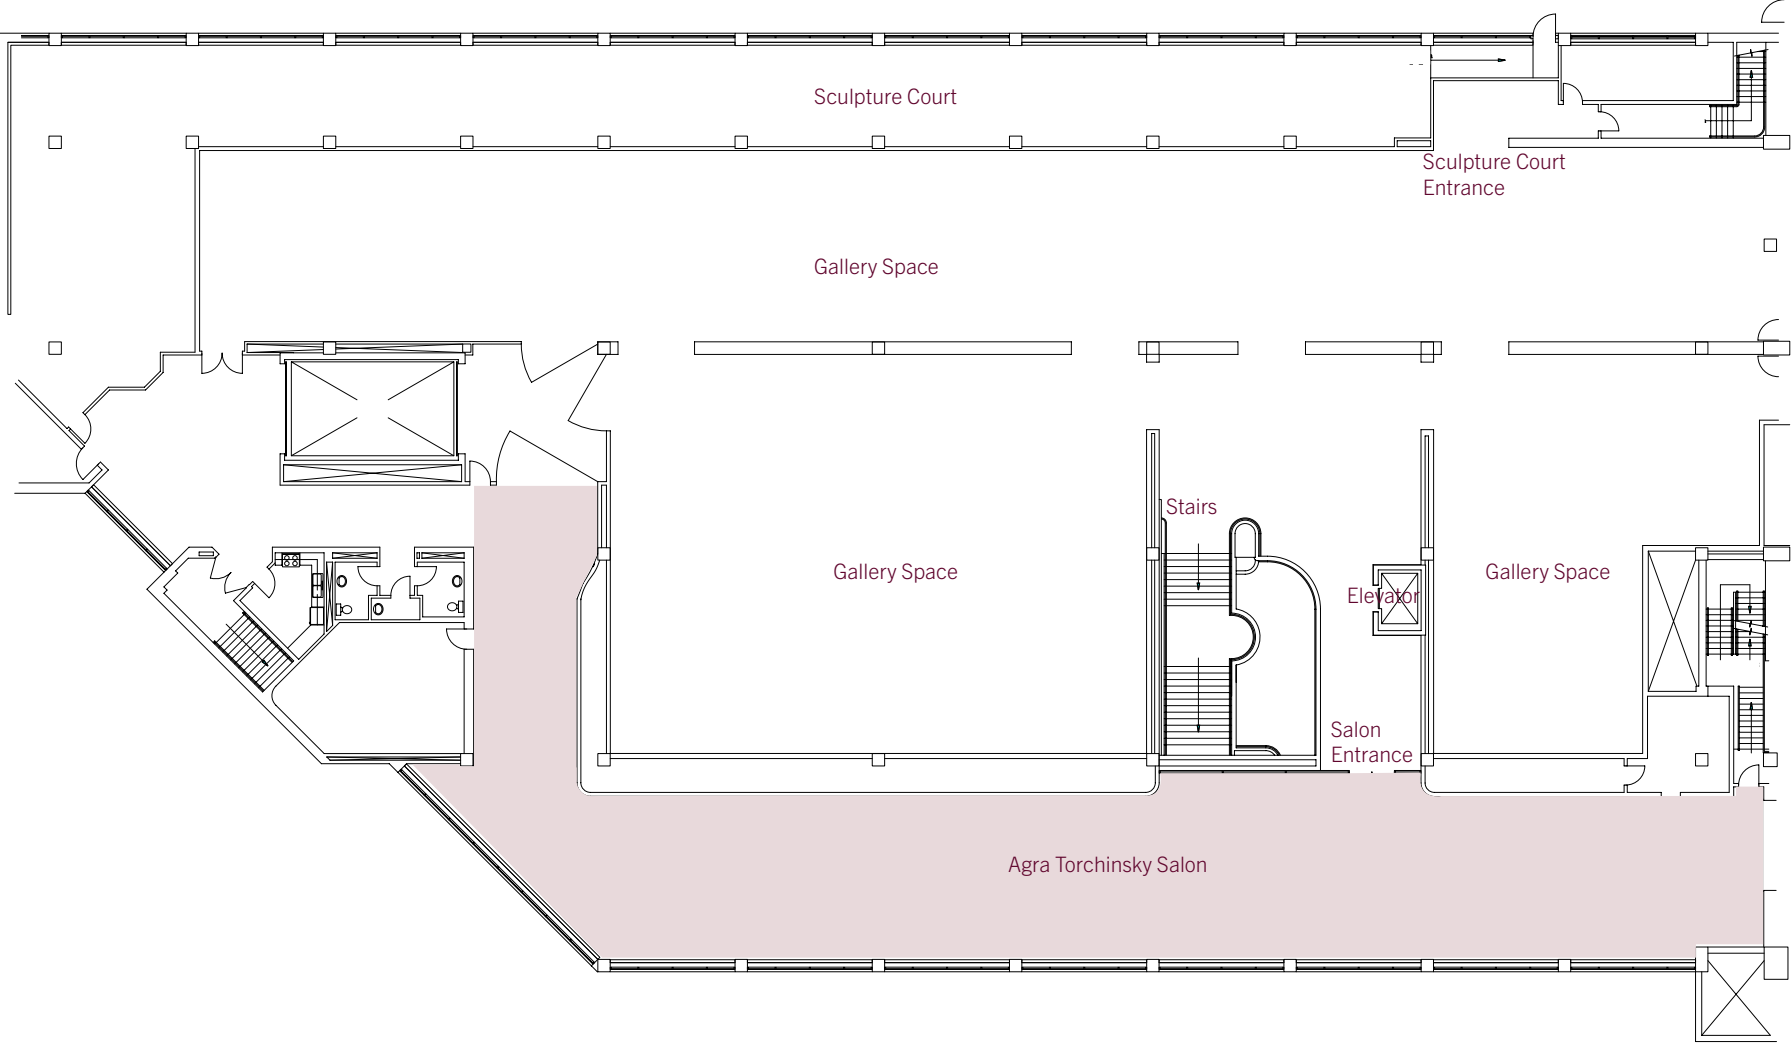 Sculpture Court
Sculpture Court
Entrance
Gallery Space
Stairs
Gallery Space
Gallery Space
Elevator
Salon
Entrance
Agra Torchinsky Salon